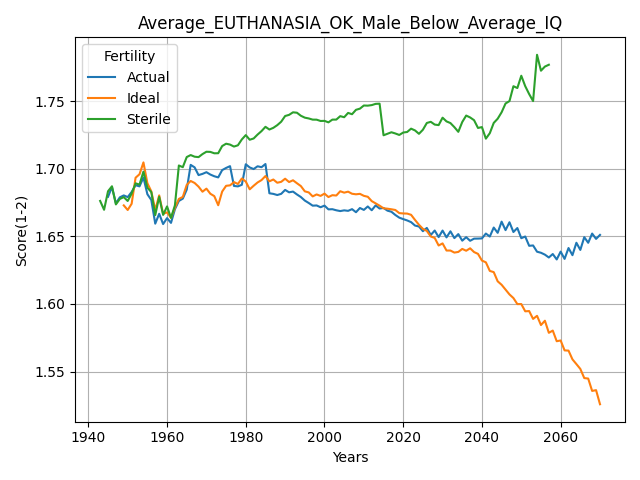 Average_EUTHANASIA_OK_Male_Below_Average_IQ
Fertility
Actual
Ideal
Sterile
Score(1-2)
1.75
1.70
1.65
1.60
1.55
1940 1960 1980 2000 2020 2040 2060
Years